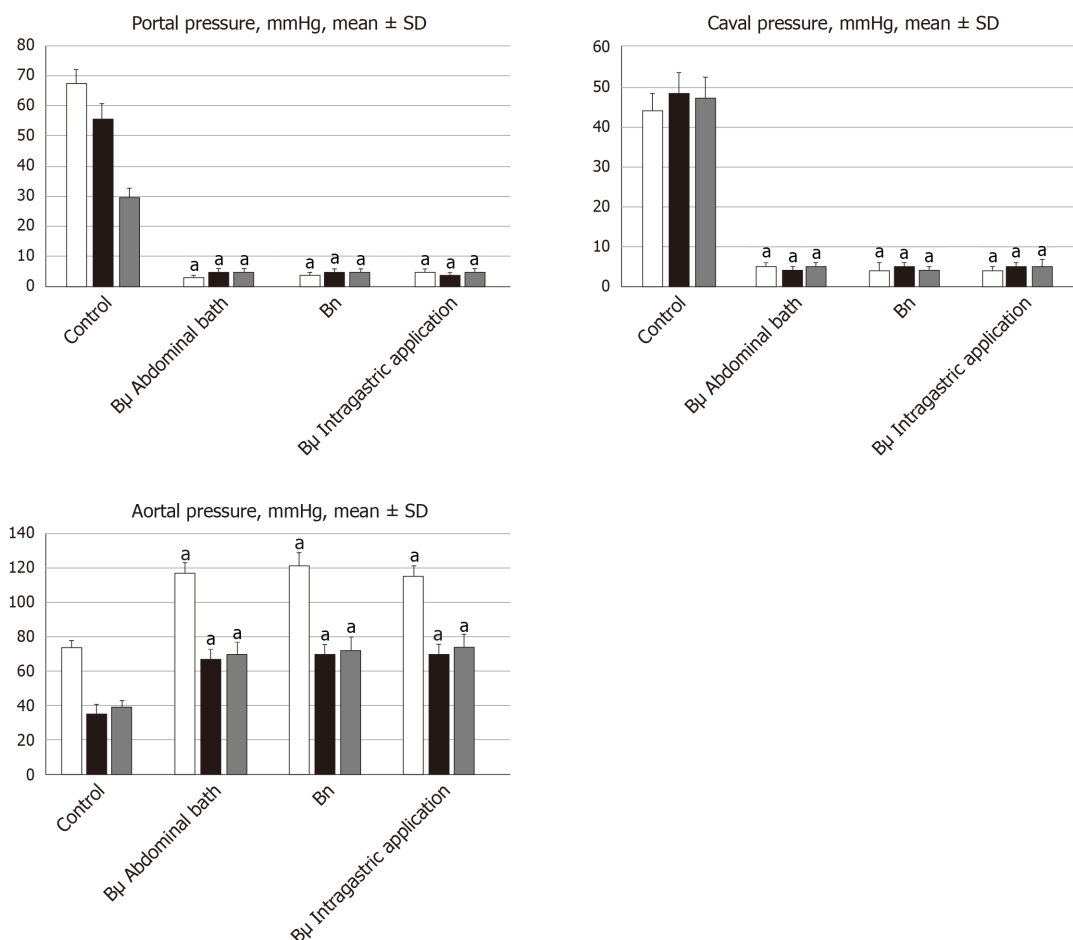 Portal pressure, mmHg, mean ± SD
80
70
60
50
40
30
20
10
0
a a a
a a a
a a a
Control
Bμ Abdominal bath
Bn
Bμ Intragastric application
Caval pressure, mmHg, mean ± SD
60
50
40
30
20
10
0
a a a
a a a
a a a
Control
Bμ Abdominal bath
Bn
Bμ Intragastric application
Aortal pressure, mmHg, mean ± SD
140
120
100
80
60
40
20
0
a a a
a a a
a a a
Control
Bμ Abdominal bath
Bn
Bμ Intragastric application